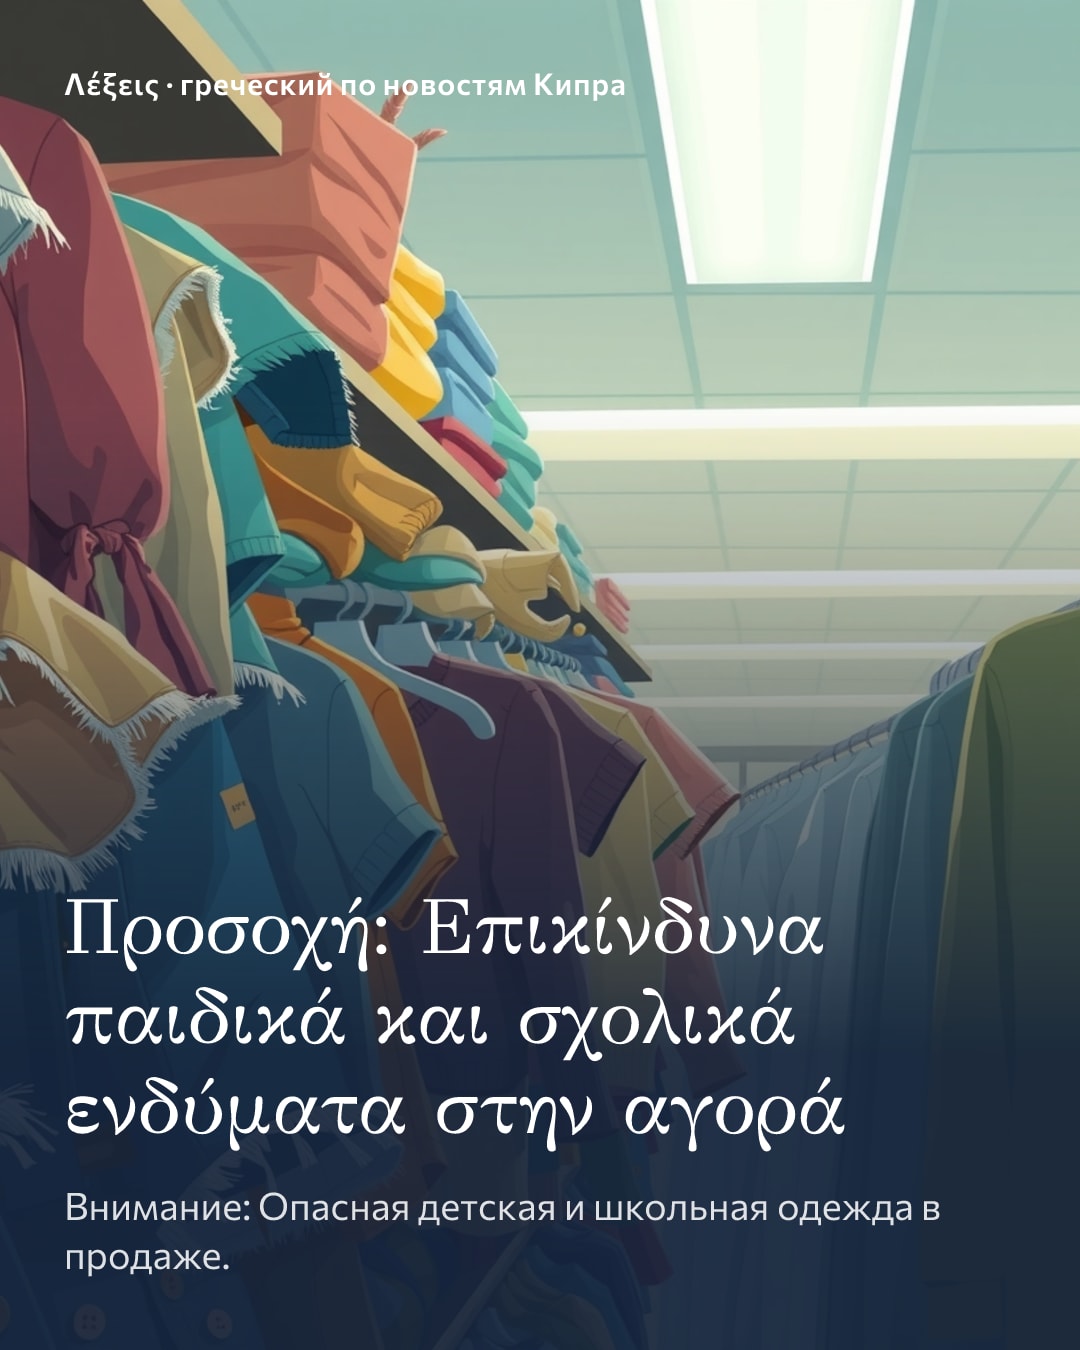 Λέξεις · греческий по новостям Кипра
Προσοχή: Επικίνδυνα
παιδικά και σχολικά
ενδύματα στην αγορά
Внимание: Опасная детская и школьная одежда в
продаже.